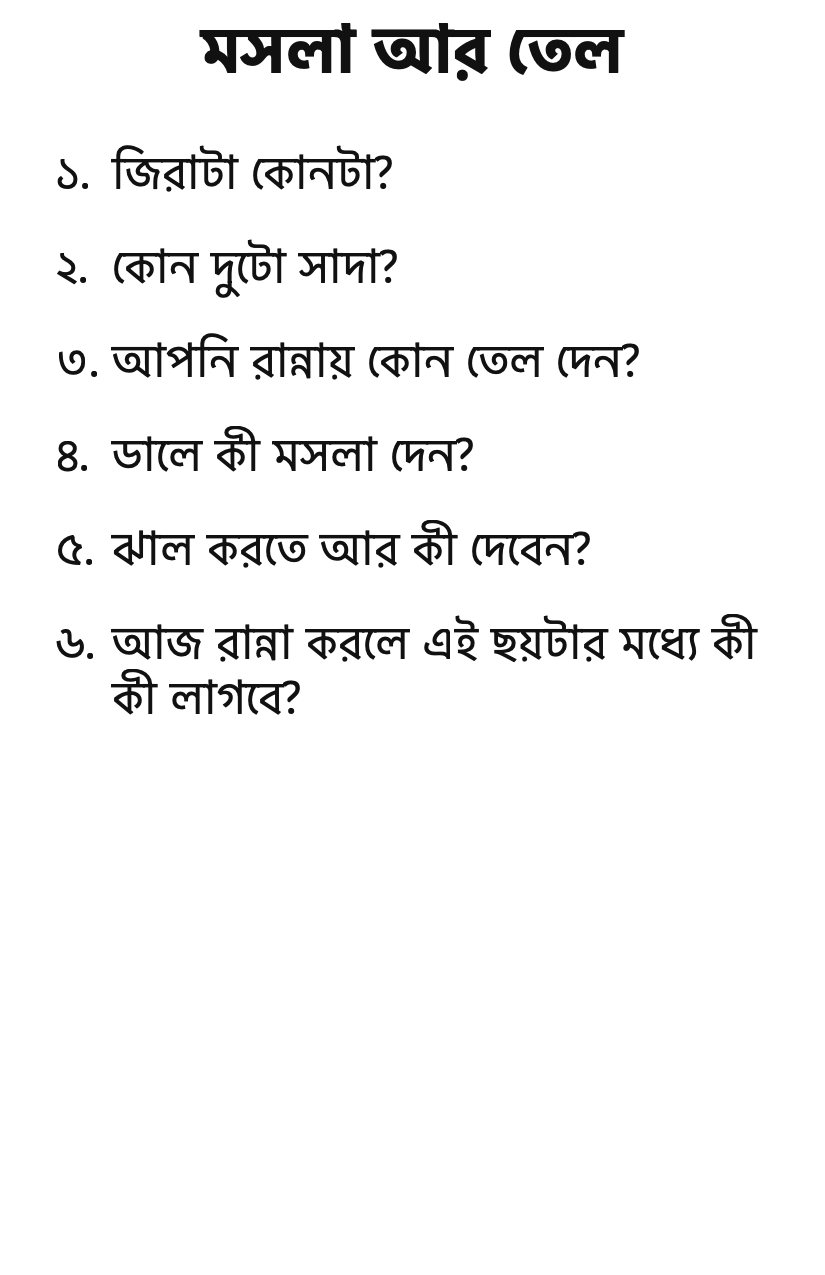 মসলা আর তেল
১. জিরাটা কোনটা?
২. কোন দুটো সাদা?
৩. আপনি রান্নায় কোন তেল দেন?
৪. ডালে কী মসলা দেন?
৫. ঝাল করতে আর কী দেবেন?
৬. আজ রান্না করলে এই ছয়টার মধ্যে কী
কী লাগবে?